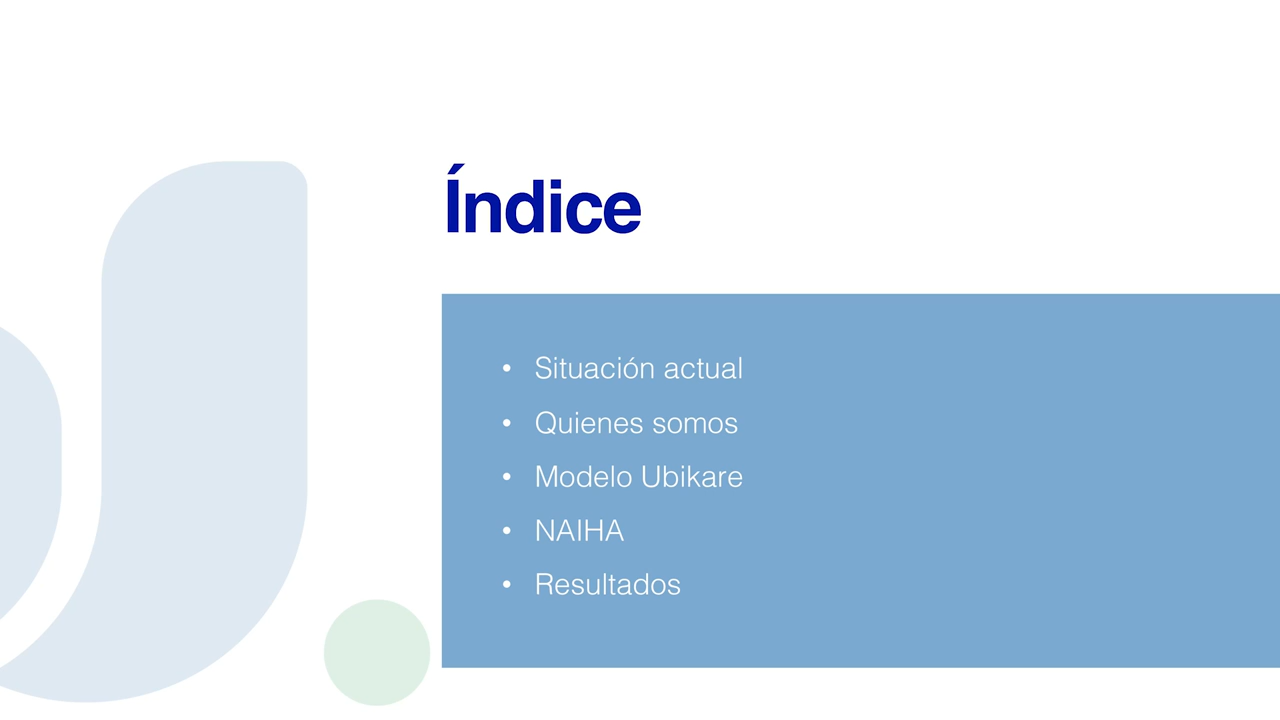 Índice
• Situación actual
• Quienes somos
• Modelo Ubikare
• NAIHA
• Resultados